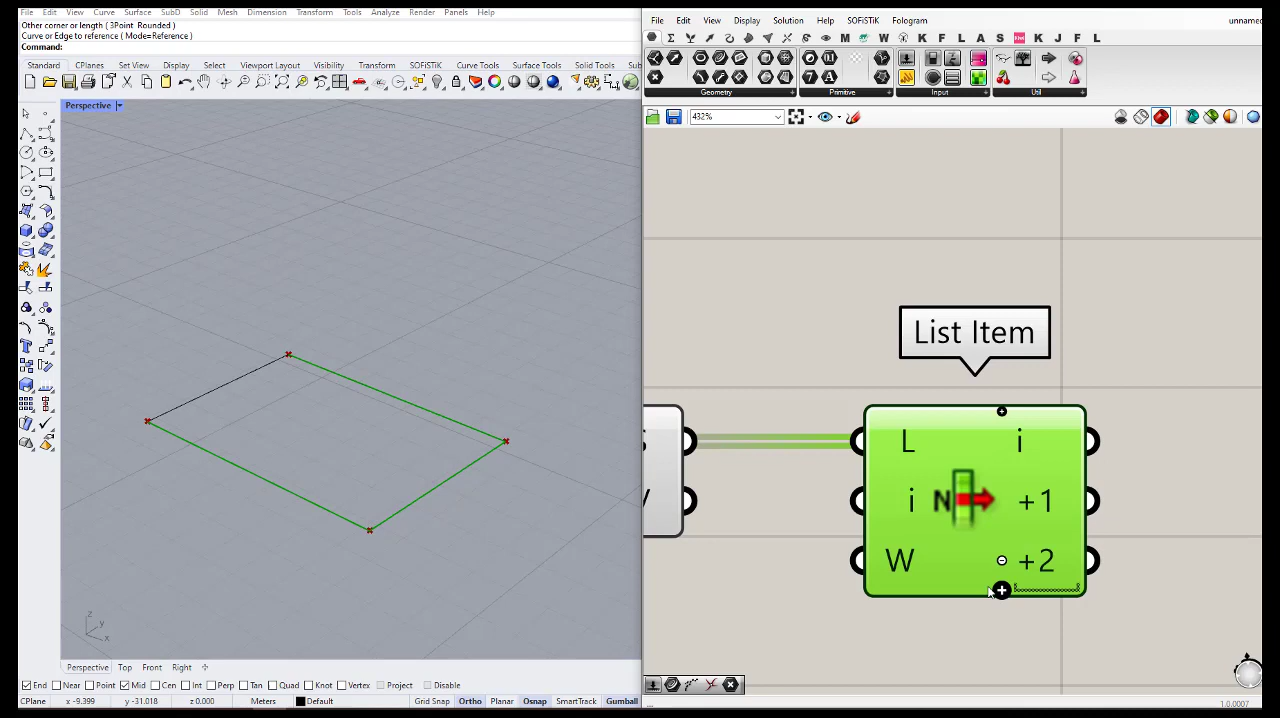 File Edit View Curve Surface SubD Solid Mesh Dimension Transform Tools Analyze Render Panels Help
Other corner or length ( 3Point Rounded )
Curve or Edge to reference ( Mode=Reference )
Command:
Standard CPlanes Set View Display Select Viewport Layout Visibility Transform SOFiSTiK Curve Tools Surface Tools Solid Tools
Perspective
z
y
x
Perspective Top Front Right
End Near Point Mid Cen Int Perp Tan Quad Knot Vertex Project Disable
CPlane x -9.399 y -31.018 z 0.000 Meters Default Grid Snap Ortho Planar Osnap SmartTrack Gumball
File Edit View Display Solution Help SOFiSTiK Fologram unnamed
M W K F L A S K J F L
Geometry Primitive Input Util
432%
List Item
L i
i N +1
W +2
1.0.0007